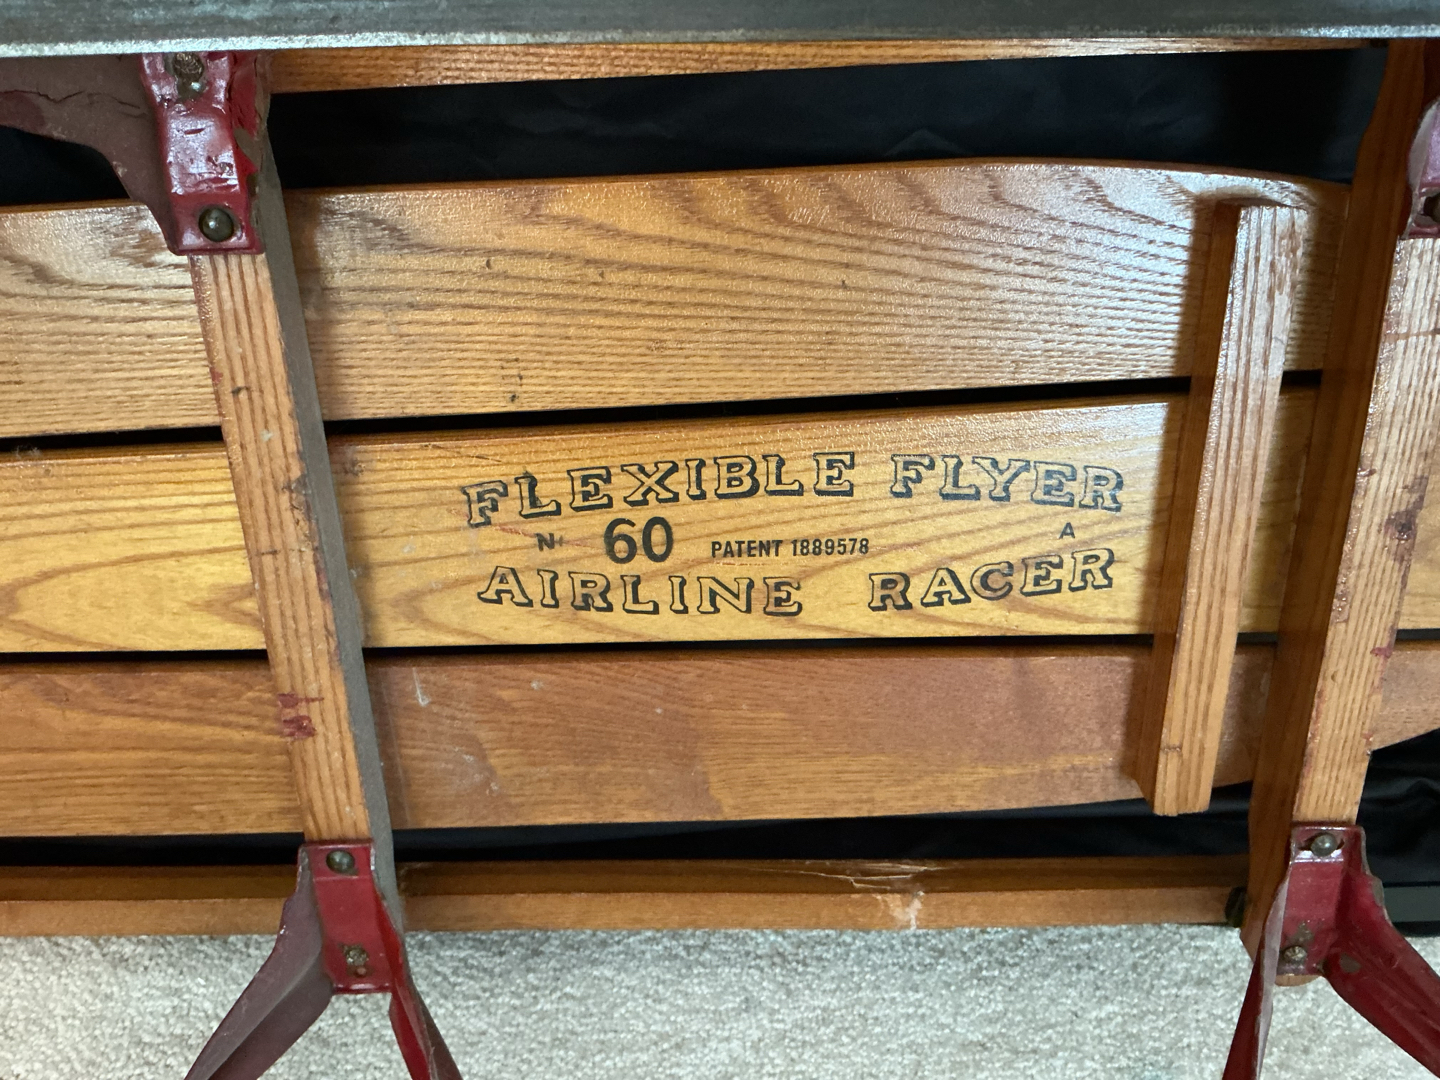 FLEXIBLE FLYER
No 60 PATENT 1889578 A
AIRLINE RACER